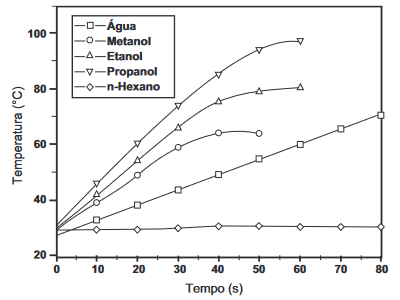 Temperatura (°C)
100
80
60
40
20
Água
Metanol
Etanol
Propanol
n-Hexano
0 10 20 30 40 50 60 70 80
Tempo (s)